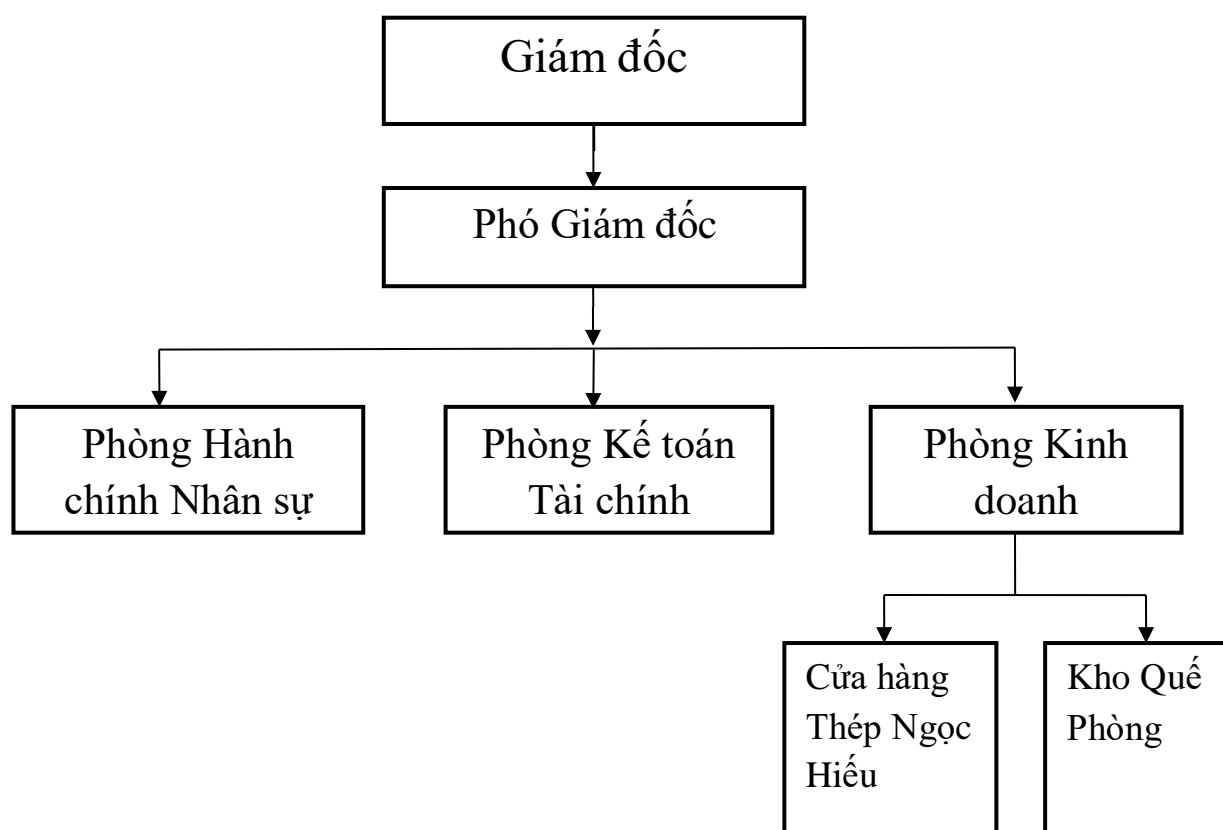 Giám đốc
Phó Giám đốc
Phòng Hành
chính Nhân sự
Phòng Kế toán
Tài chính
Phòng Kinh
doanh
Cửa hàng
Thép Ngọc
Hiếu
Kho Quế
Phòng